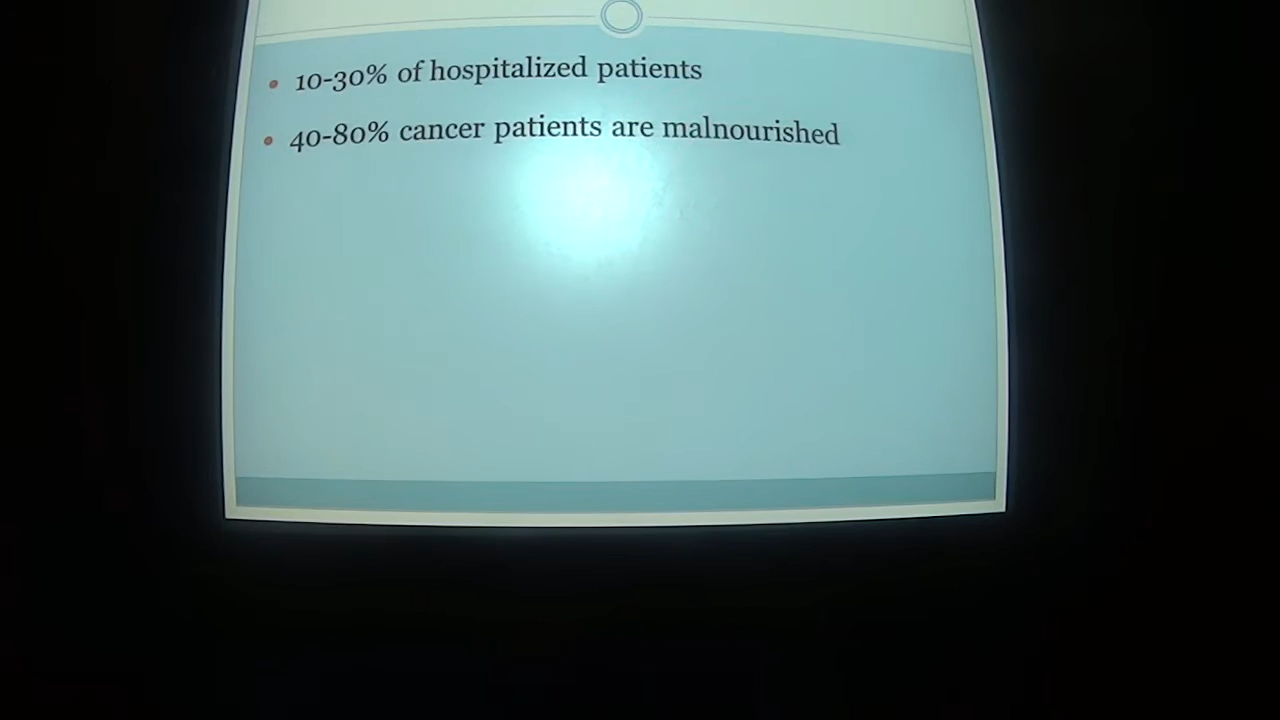 10-30% of hospitalized patients
40-80% cancer patients are malnourished